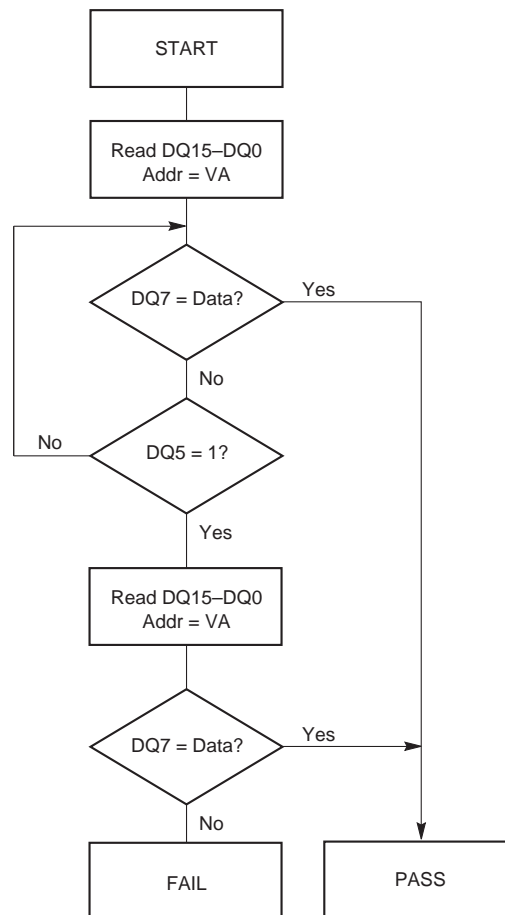 START
Read DQ15–DQ0
Addr = VA
DQ7 = Data?
Yes
No
No
DQ5 = 1?
Yes
Read DQ15–DQ0
Addr = VA
DQ7 = Data?
Yes
No
FAIL
PASS